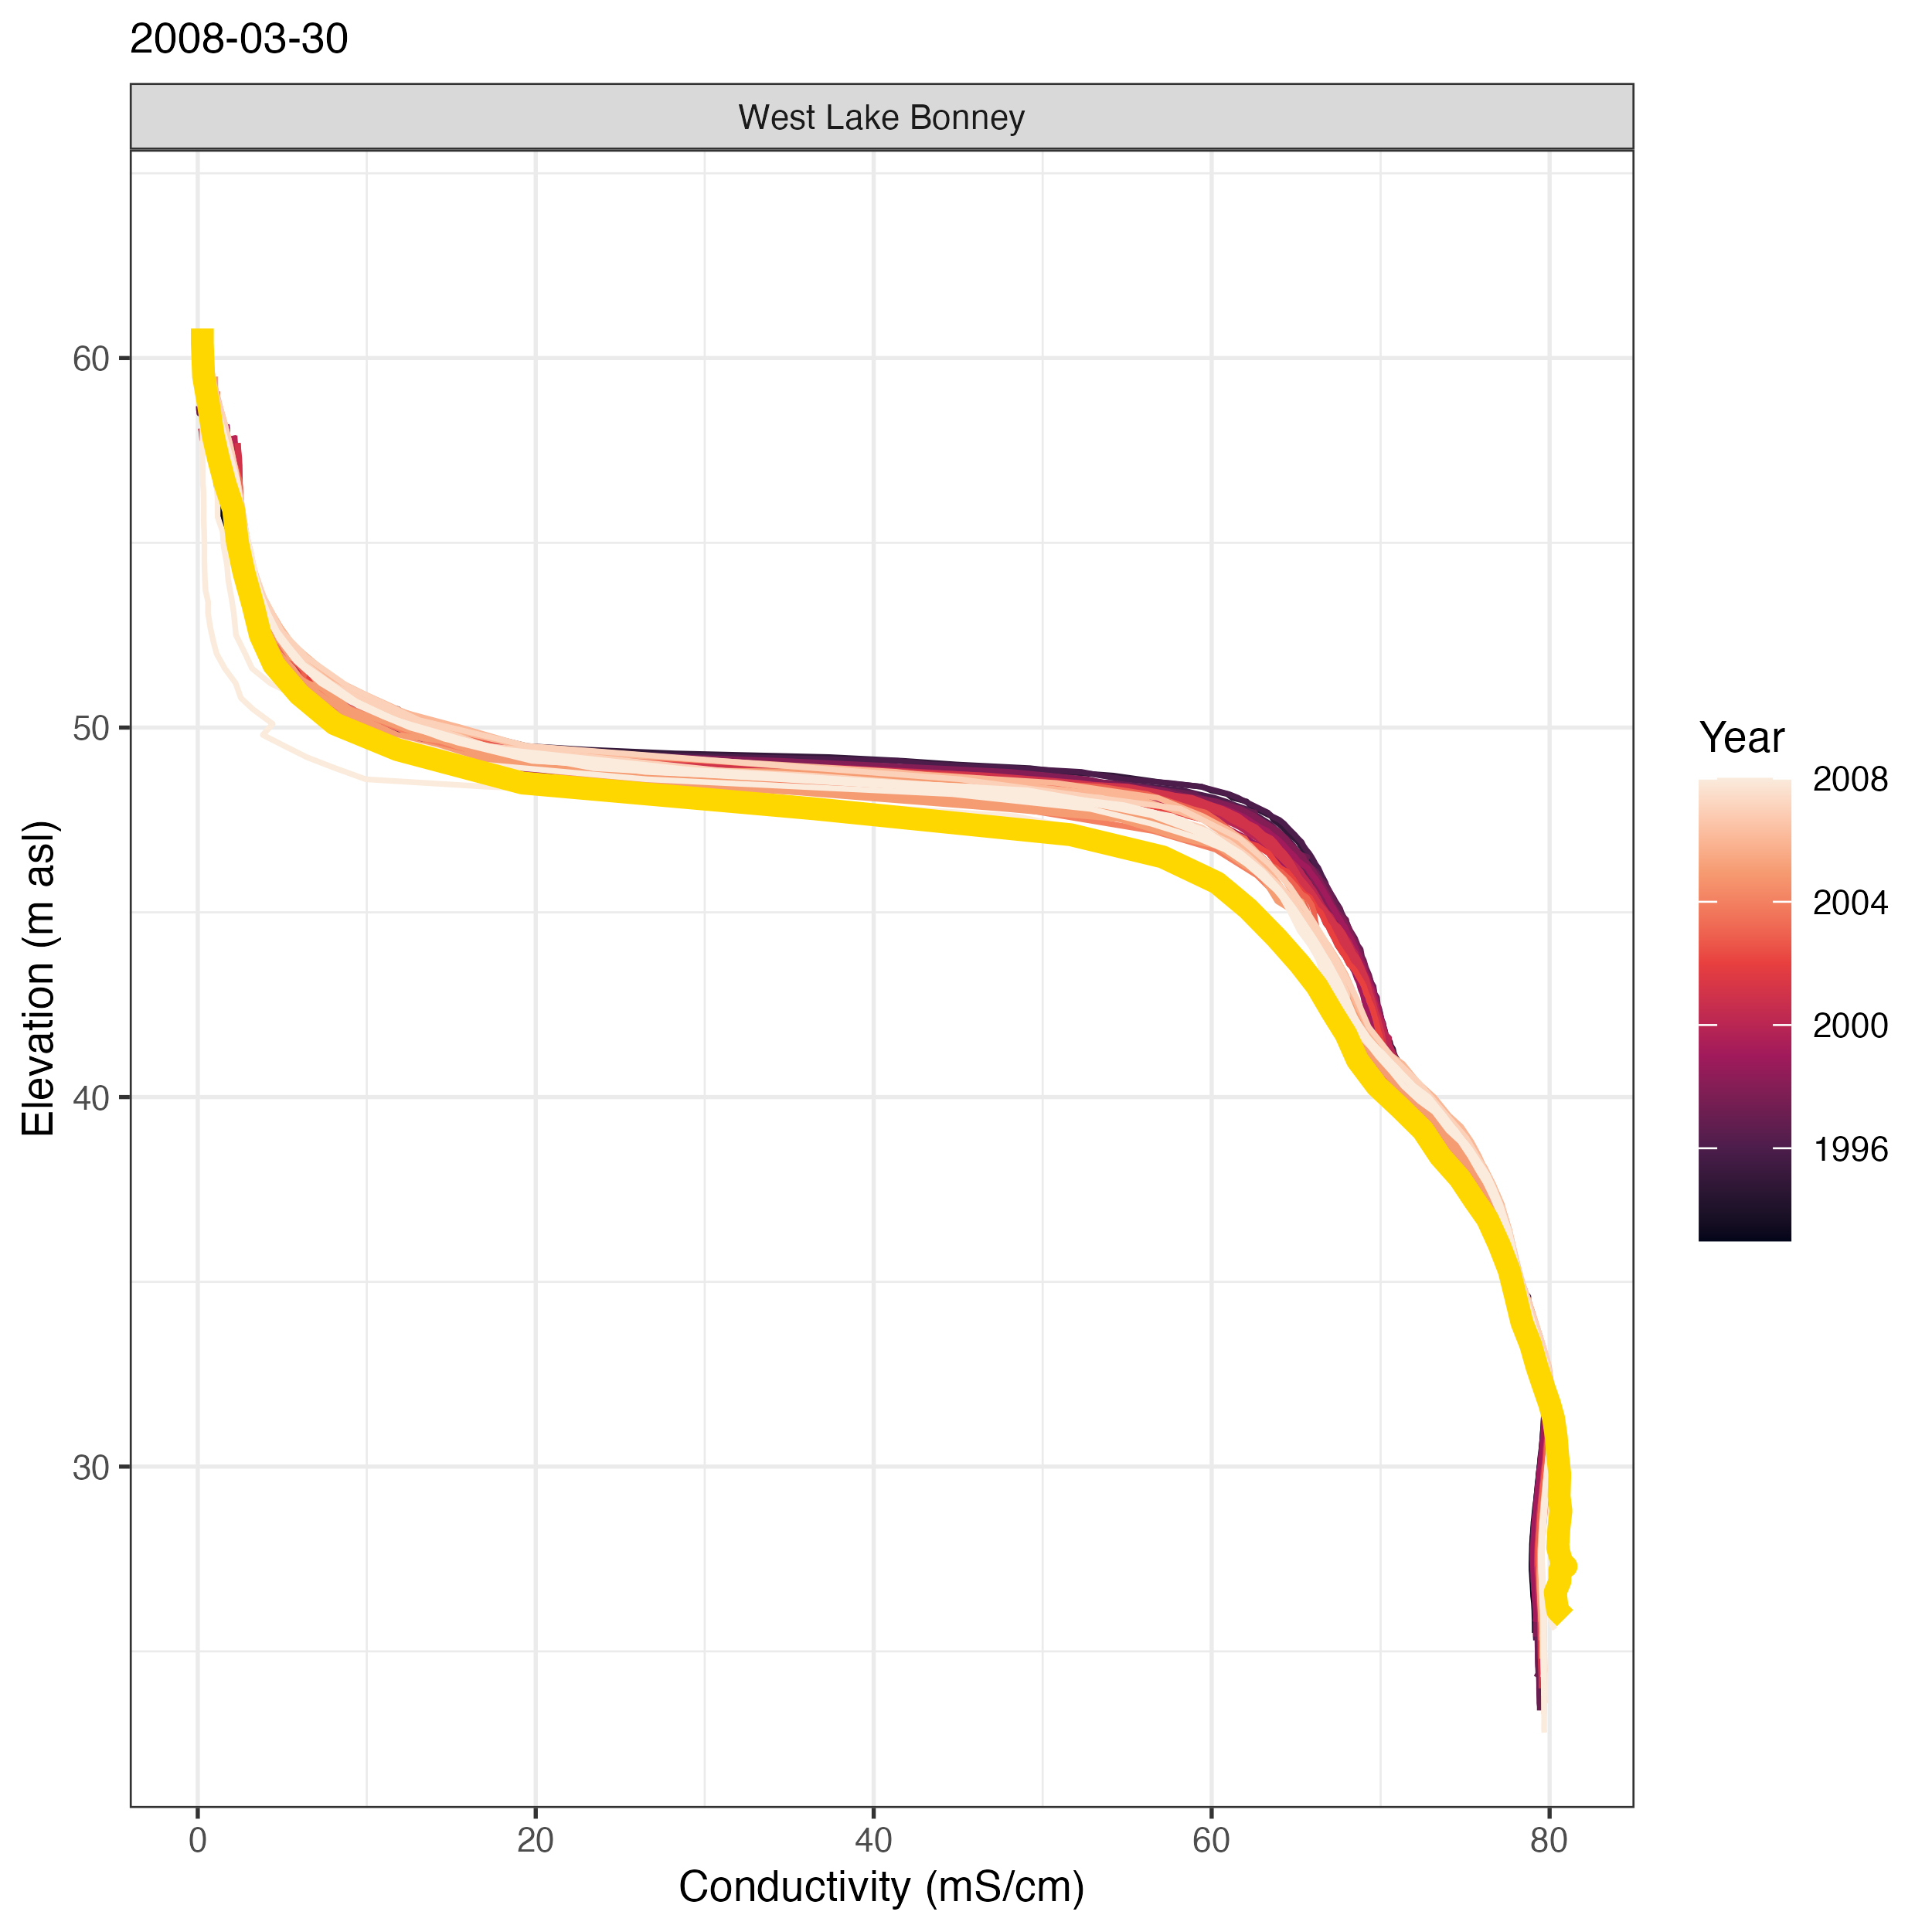 2008-03-30
West Lake Bonney
60
50
40
30
Elevation (m asl)
0 20 40 60 80
Conductivity (mS/cm)
Year
2008
2004
2000
1996